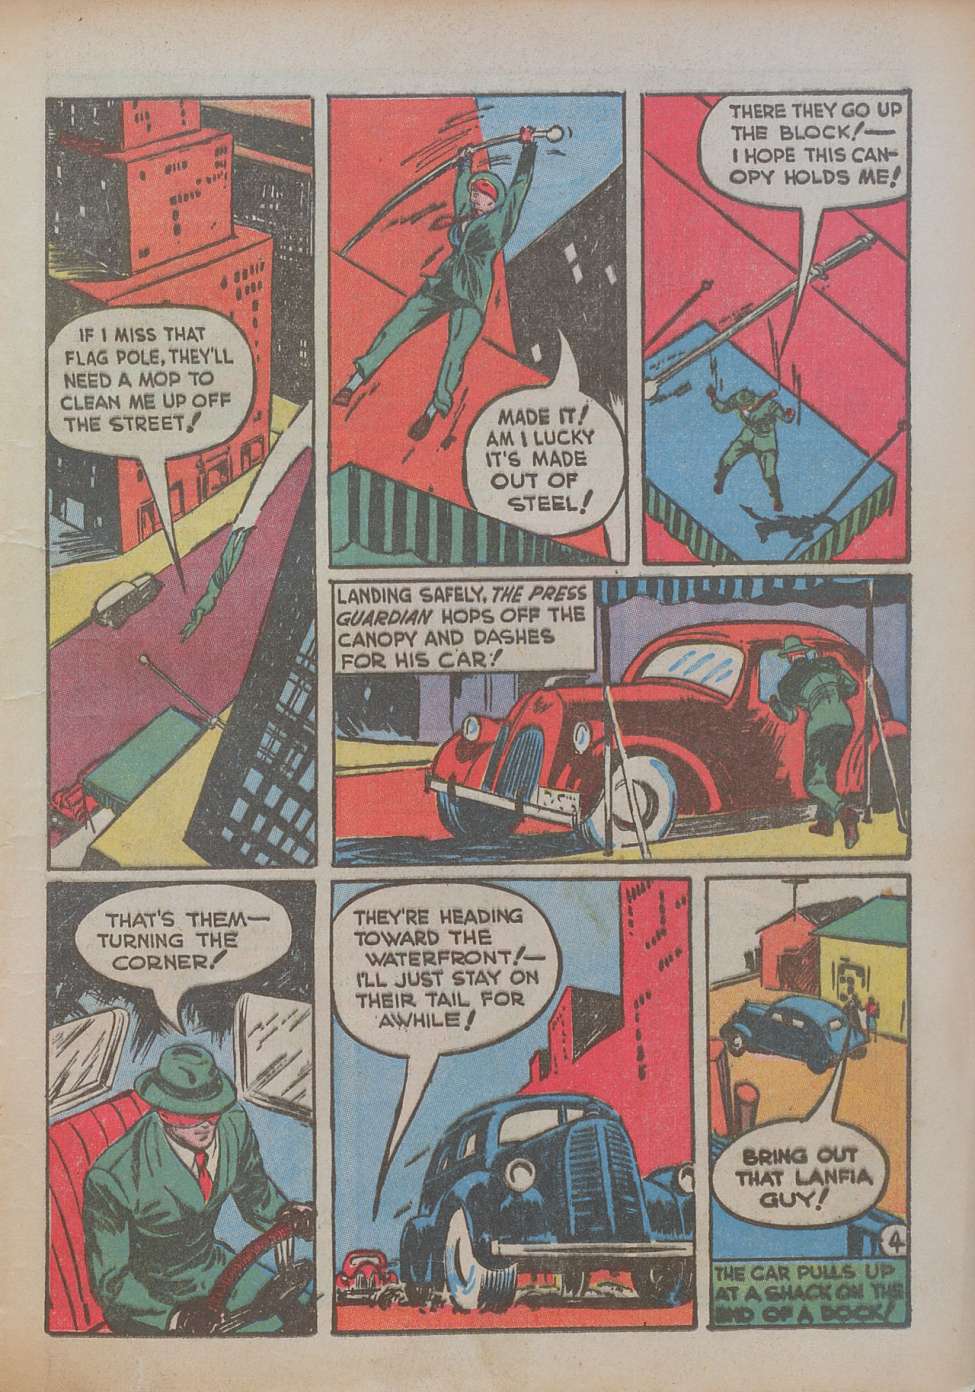 IF I MISS THAT
FLAG POLE, THEY'LL
NEED A MOP TO
CLEAN ME UP OFF
THE STREET!
MADE IT!
AM I LUCKY
IT'S MADE
OUT OF
STEEL!
THERE THEY GO UP
THE BLOCK!—
I HOPE THIS CAN-
OPY HOLDS ME!
LANDING SAFELY, THE PRESS
GUARDIAN HOPS OFF THE
CANOPY AND DASHES
FOR HIS CAR!
THAT'S THEM—
TURNING THE
CORNER!
THEY'RE HEADING
TOWARD THE
WATERFRONT!—
I'LL JUST STAY ON
THEIR TAIL FOR
AWHILE!
BRING OUT
THAT LANFIA
GUY!
4
THE CAR PULLS UP
AT A SHACK ON THE
END OF A DOCK!